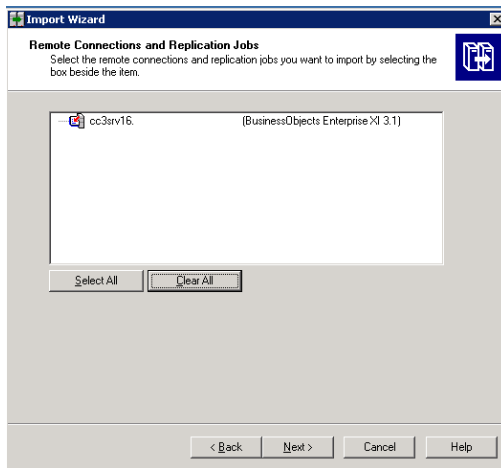 Import Wizard
Remote Connections and Replication Jobs
Select the remote connections and replication jobs you want to import by selecting the
box beside the item.
cc3srv16. (BusinessObjects Enterprise XI 3.1)
Select All Clear All
< Back Next > Cancel Help